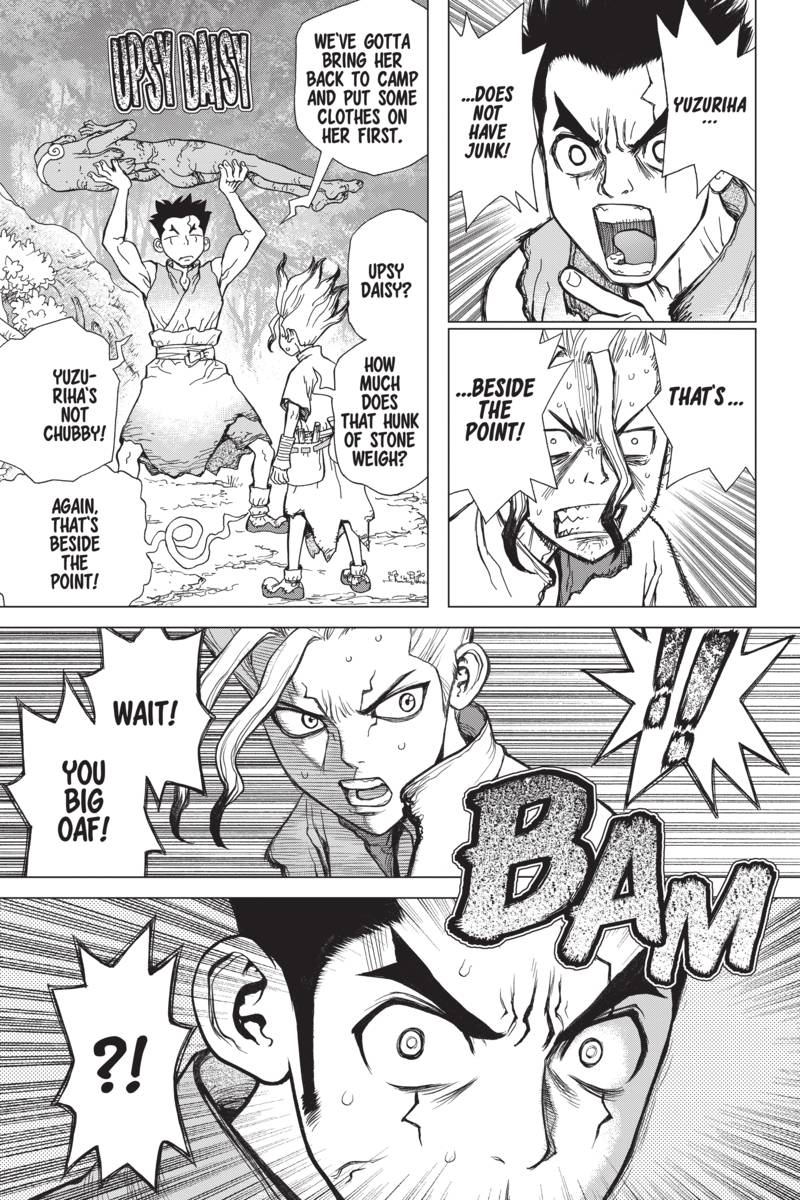 YUZURIHA
...
...DOES
NOT
HAVE
JUNK!
THAT'S ...
...BESIDE
THE
POINT!
WE'VE GOTTA
BRING HER
BACK TO CAMP
AND PUT SOME
CLOTHES ON
HER FIRST.
UPSY DAISY
UPSY
DAISY?
HOW
MUCH
DOES
THAT HUNK
OF STONE
WEIGH?
YUZU-
RIHA'S
NOT
CHUBBY!
AGAIN,
THAT'S
BESIDE
THE
POINT!
!!
WAIT!
YOU
BIG
OAF!
BAM
?!